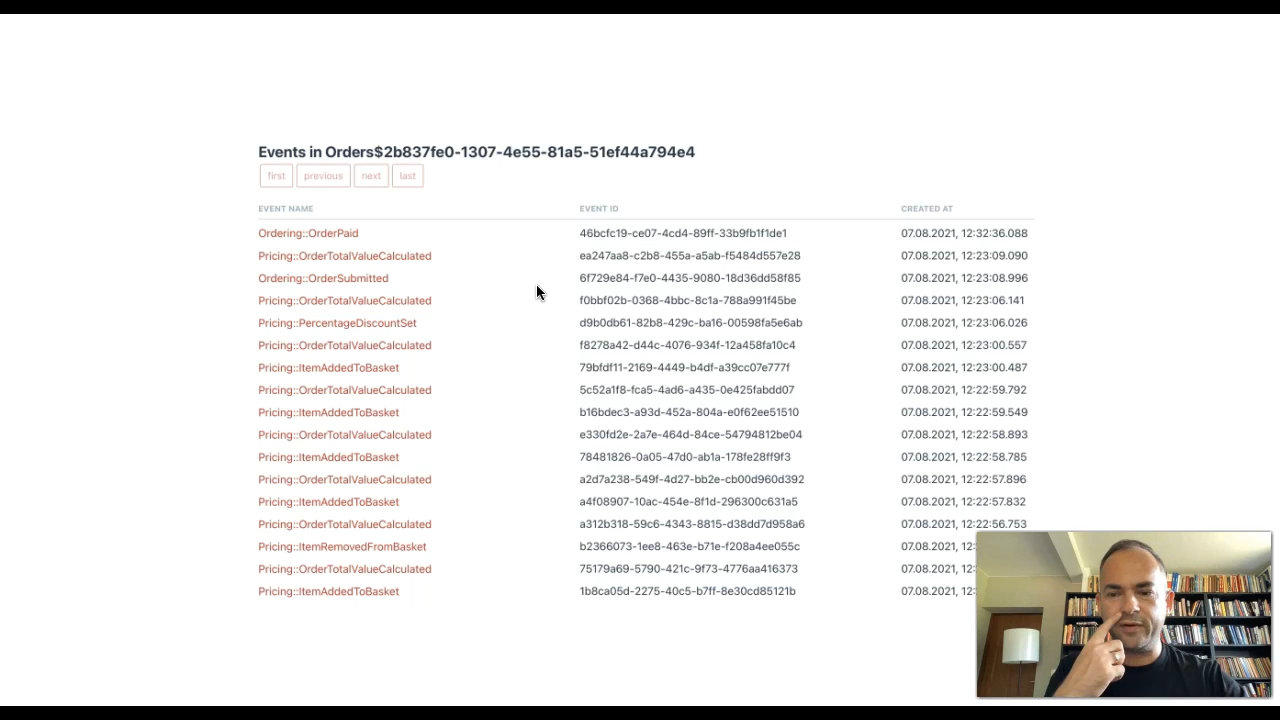 Events in Orders$2b837fe0-1307-4e55-81a5-51ef44a794e4
first previous next last
EVENT NAME EVENT ID CREATED AT
Ordering::OrderPaid 46bcfc19-ce07-4cd4-89ff-33b9fb1f1de1 07.08.2021, 12:32:36.088
Pricing::OrderTotalValueCalculated ea247aa8-c2b8-455a-a5ab-f5484d557e28 07.08.2021, 12:23:09.090
Ordering::OrderSubmitted 6f729e84-f7e0-4435-9080-18d36dd58f85 07.08.2021, 12:23:08.996
Pricing::OrderTotalValueCalculated f0bbf02b-0368-4bbc-8c1a-788a991f45be 07.08.2021, 12:23:06.141
Pricing::PercentageDiscountSet d9b0db61-82b8-429c-ba16-00598fa5e6ab 07.08.2021, 12:23:06.026
Pricing::OrderTotalValueCalculated f8278a42-d44c-4076-934f-12a458fa10c4 07.08.2021, 12:23:00.557
Pricing::ItemAddedToBasket 79bfdf11-2169-4449-b4df-a39cc07e777f 07.08.2021, 12:23:00.487
Pricing::OrderTotalValueCalculated 5c52a1f8-fca5-4ad6-a435-0e425fabdd07 07.08.2021, 12:22:59.792
Pricing::ItemAddedToBasket b16bdec3-a93d-452a-804a-e0f62ee51510 07.08.2021, 12:22:59.549
Pricing::OrderTotalValueCalculated e330fd2e-2a7e-464d-84ce-54794812be04 07.08.2021, 12:22:58.893
Pricing::ItemAddedToBasket 78481826-0a05-47d0-ab1a-178fe28ff9f3 07.08.2021, 12:22:58.785
Pricing::OrderTotalValueCalculated a2d7a238-549f-4d27-bb2e-cb00d960d392 07.08.2021, 12:22:57.896
Pricing::ItemAddedToBasket a4f08907-10ac-454e-8f1d-296300c631a5 07.08.2021, 12:22:57.832
Pricing::OrderTotalValueCalculated a312b318-59c6-4343-8815-d38dd7d958a6 07.08.2021, 12:22:56.753
Pricing::ItemRemovedFromBasket b2366073-1ee8-463e-b71e-f208a4ee055c 07.08.2021, 12:
Pricing::OrderTotalValueCalculated 75179a69-5790-421c-9f73-4776aa416373 07.08.2021, 12:
Pricing::ItemAddedToBasket 1b8ca05d-2275-40c5-b7ff-8e30cd85121b 07.08.2021, 12: